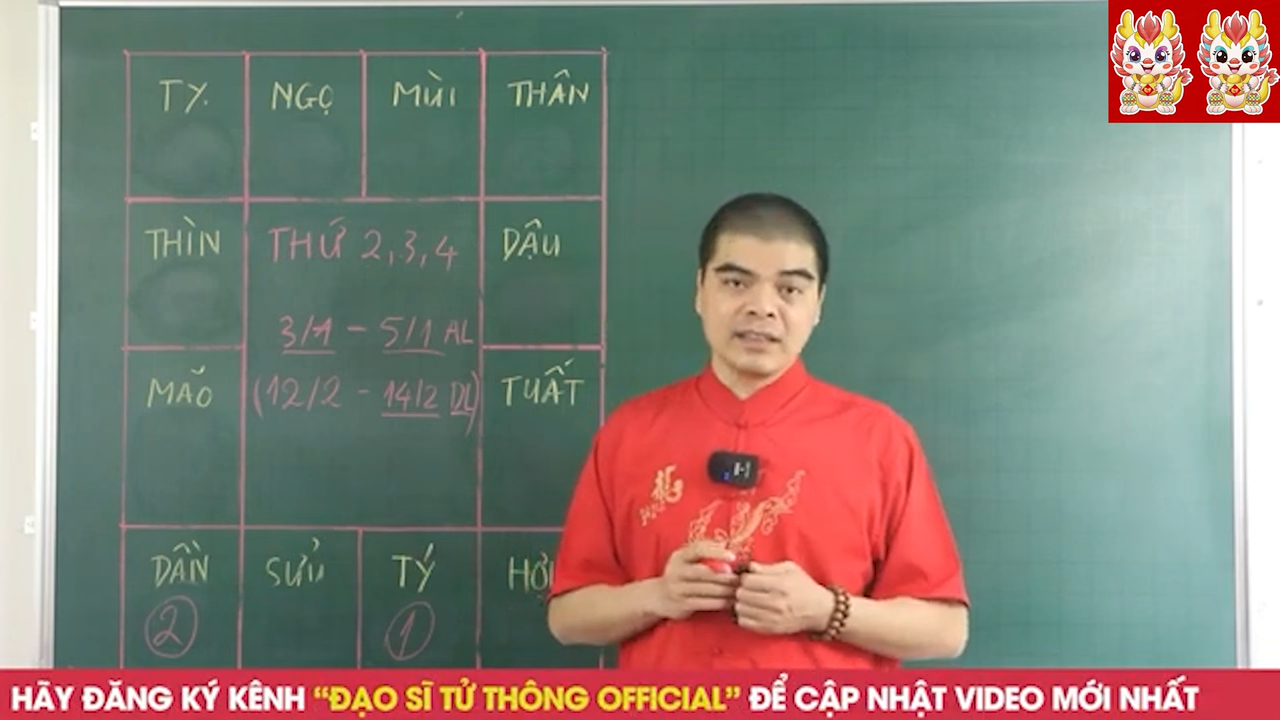 TỴ. NGỌ MÙI THÂN
THÌN THỨ 2,3,4 DẬU
3/1 - 5/1 AL
MÃO (12/2 - 14/2 DL) TUẤT
DẦN SỬU TÝ HỢI
2 1
HÃY ĐĂNG KÝ KÊNH “ĐẠO SĨ TỬ THÔNG OFFICIAL” ĐỂ CẬP NHẬT VIDEO MỚI NHẤT